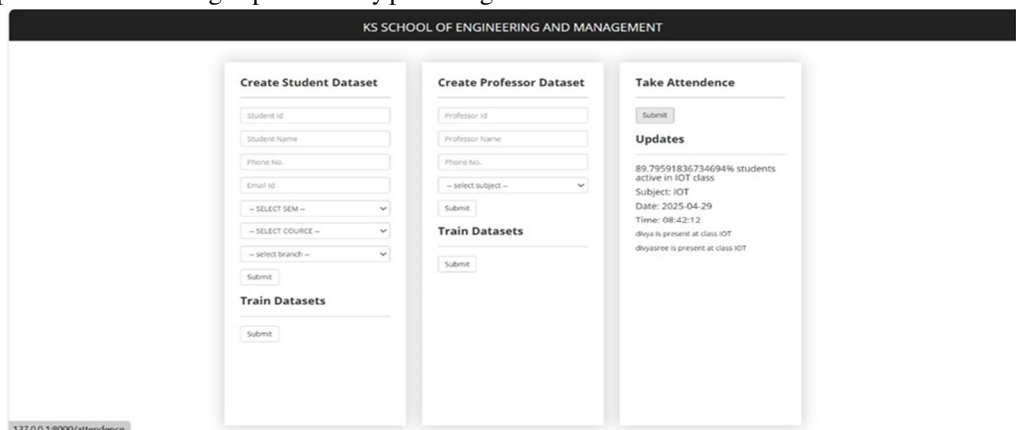 KS SCHOOL OF ENGINEERING AND MANAGEMENT
Create Student Dataset
Student Id
Student Name
Phone No.
Email Id
-- SELECT SEM --
-- SELECT COURCE --
-- select branch --
Submit
Train Datasets
Submit
Create Professor Dataset
Professor Id
Professor Name
Phone No.
-- select subject --
Submit
Train Datasets
Submit
Take Attendence
Submit
Updates
89.79591836734694% students
active in IOT class
Subject: IOT
Date: 2025-04-29
Time: 08:42:12
divya is present at class IOT
divyasree is present at class IOT
127.0.0.1:8000/attendence